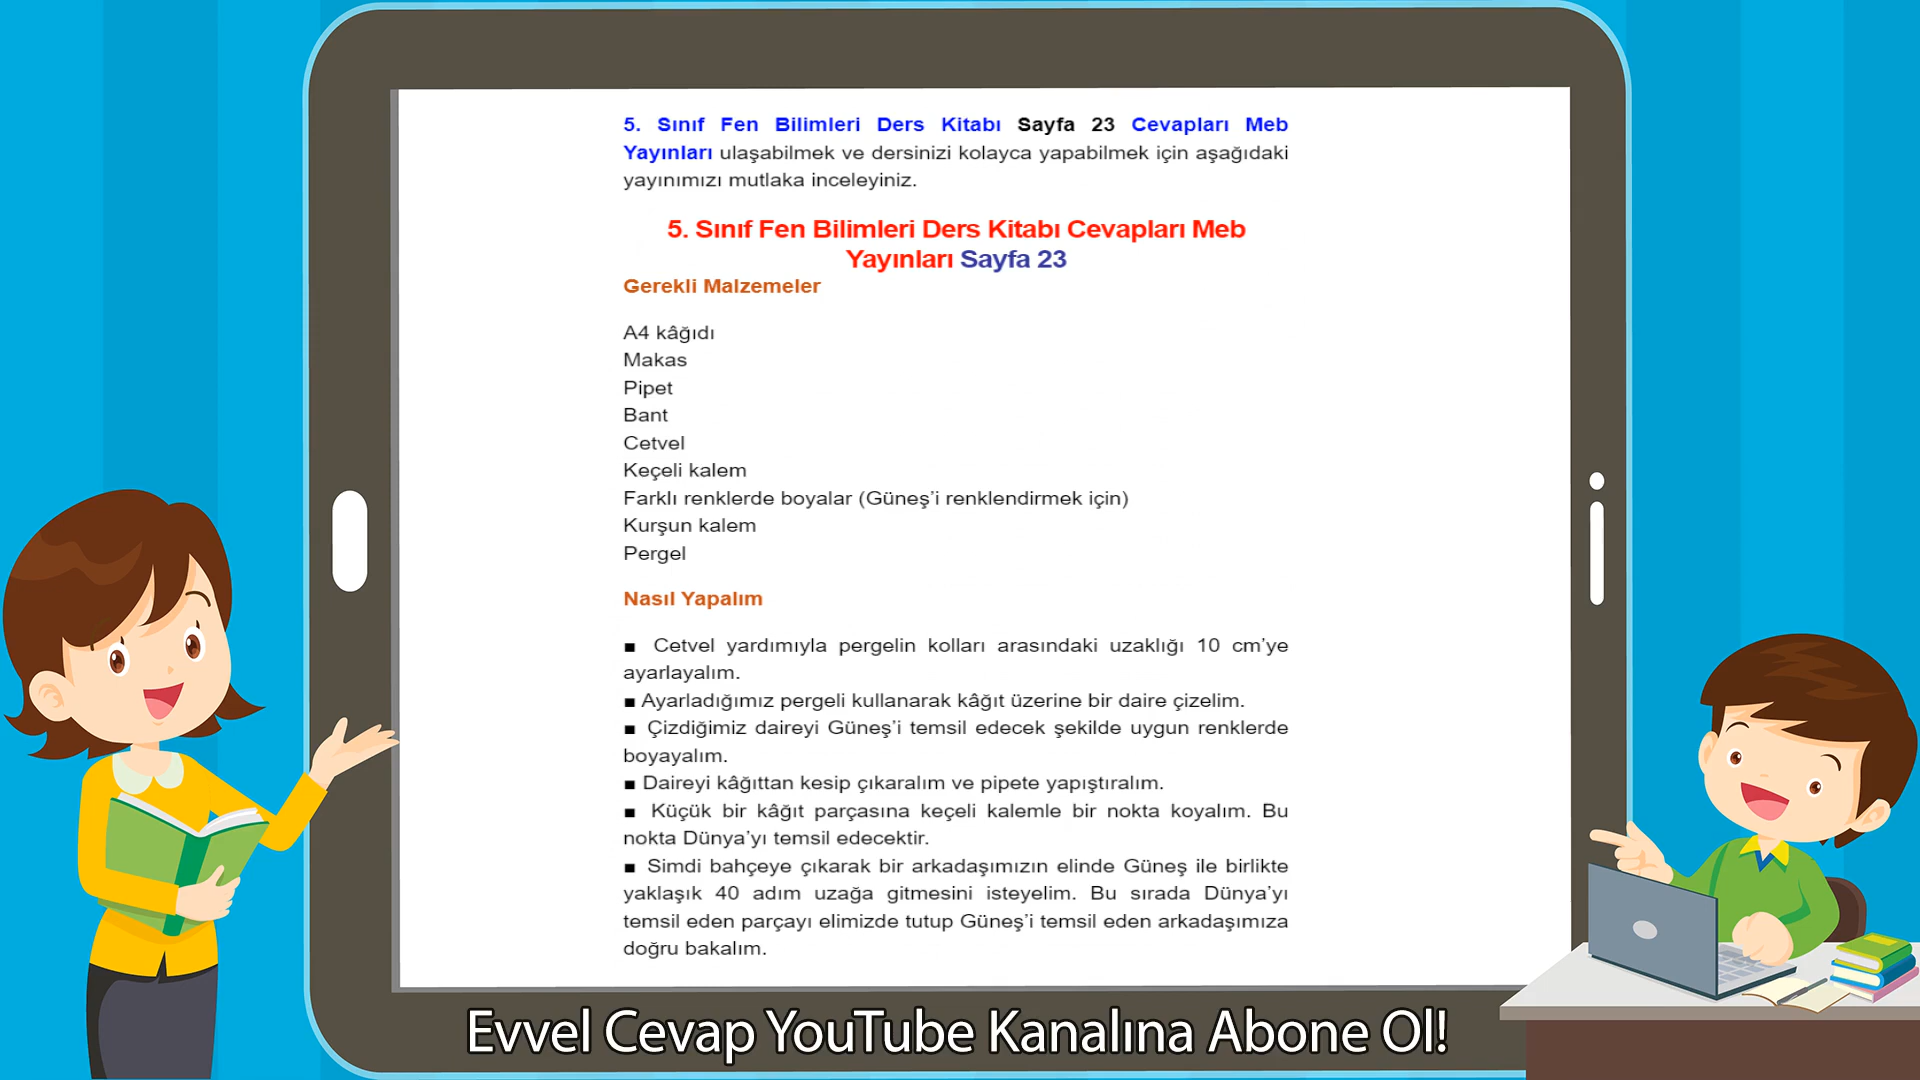 5. Sınıf Fen Bilimleri Ders Kitabı Sayfa 23 Cevapları Meb
Yayınları ulaşabilmek ve dersinizi kolayca yapabilmek için aşağıdaki
yayınımızı mutlaka inceleyiniz.
5. Sınıf Fen Bilimleri Ders Kitabı Cevapları Meb
Yayınları Sayfa 23
Gerekli Malzemeler
A4 kâğıdı
Makas
Pipet
Bant
Cetvel
Keçeli kalem
Farklı renklerde boyalar (Güneş’i renklendirmek için)
Kurşun kalem
Pergel
Nasıl Yapalım
■ Cetvel yardımıyla pergelin kolları arasındaki uzaklığı 10 cm’ye
ayarlayalım.
■ Ayarladığımız pergeli kullanarak kâğıt üzerine bir daire çizelim.
■ Çizdiğimiz daireyi Güneş’i temsil edecek şekilde uygun renklerde
boyayalım.
■ Daireyi kâğıttan kesip çıkaralım ve pipete yapıştıralım.
■ Küçük bir kâğıt parçasına keçeli kalemle bir nokta koyalım. Bu
nokta Dünya’yı temsil edecektir.
■ Simdi bahçeye çıkarak bir arkadaşımızın elinde Güneş ile birlikte
yaklaşık 40 adım uzağa gitmesini isteyelim. Bu sırada Dünya’yı
temsil eden parçayı elimizde tutup Güneş’i temsil eden arkadaşımıza
doğru bakalım.
Evvel Cevap YouTube Kanalına Abone Ol!